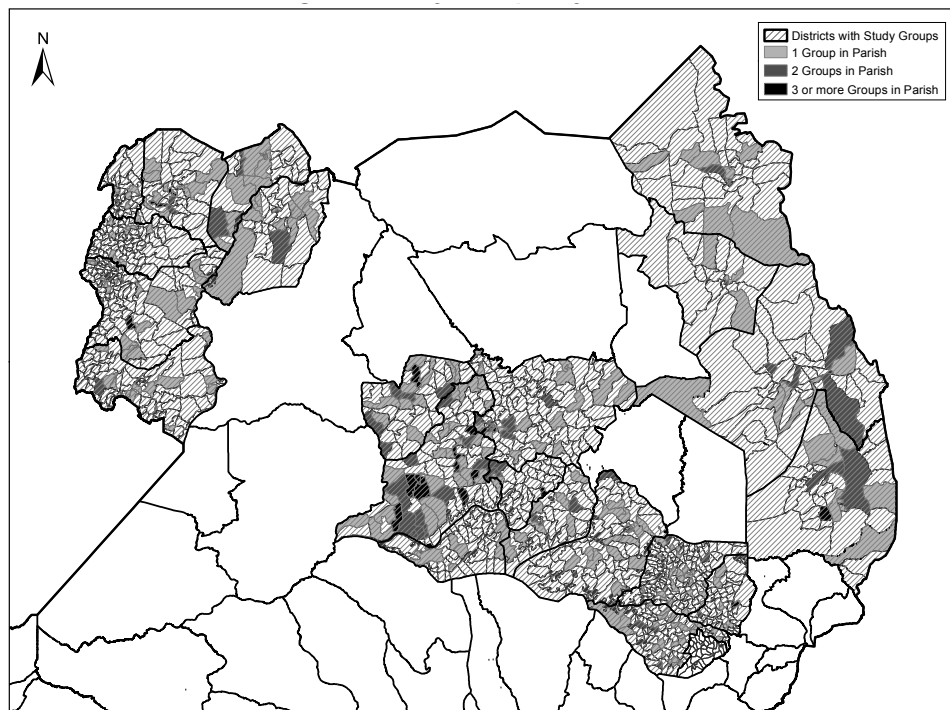 N
Districts with Study Groups
1 Group in Parish
2 Groups in Parish
3 or more Groups in Parish